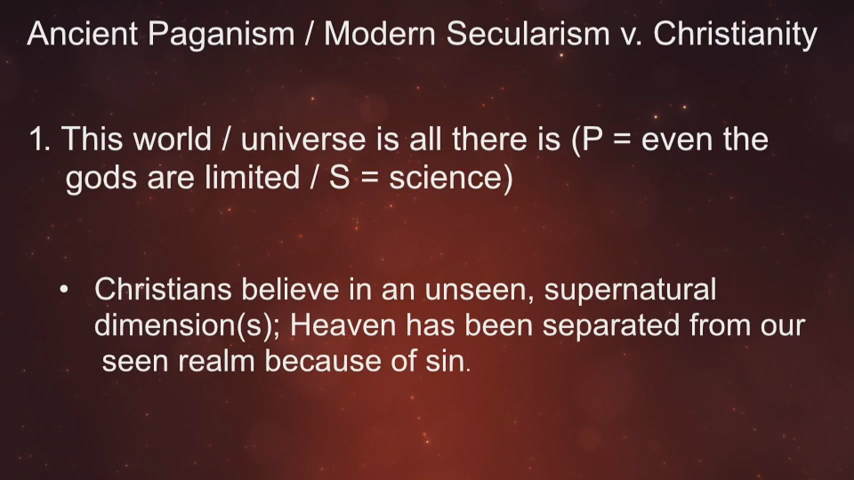 Ancient Paganism / Modern Secularism v. Christianity
1. This world / universe is all there is (P = even the
gods are limited / S = science)
• Christians believe in an unseen, supernatural
dimension(s); Heaven has been separated from our
seen realm because of sin.